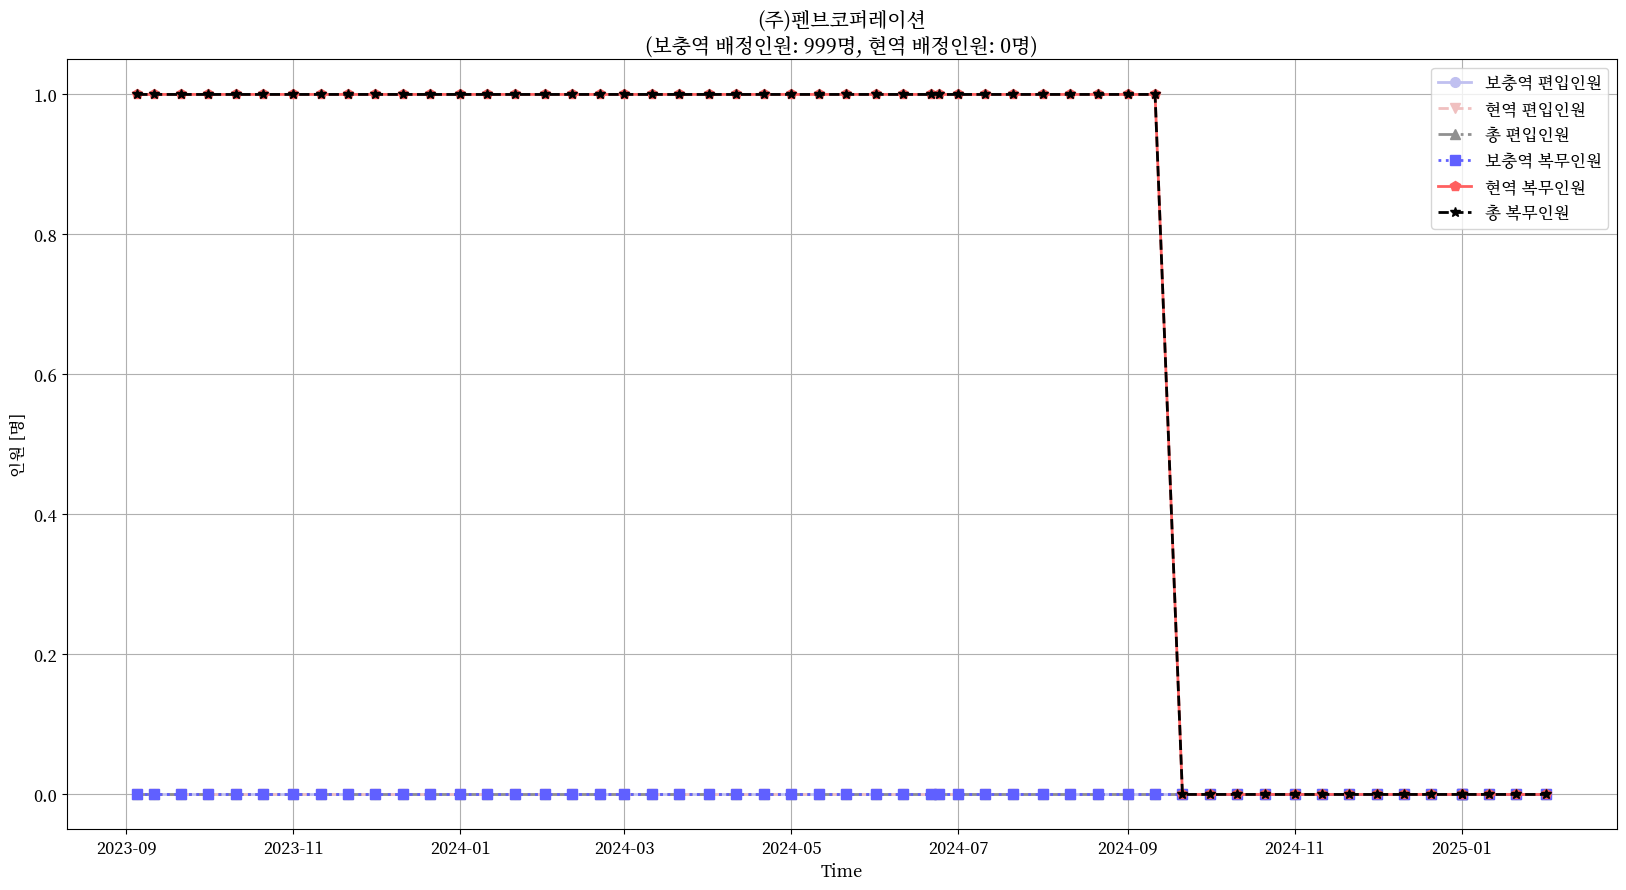 (주)펜브코퍼레이션
(보충역 배정인원: 999명, 현역 배정인원: 0명)
보충역 편입인원
현역 편입인원
총 편입인원
보충역 복무인원
현역 복무인원
총 복무인원
인원 [명]
1.0
0.8
0.6
0.4
0.2
0.0
2023-09 2023-11 2024-01 2024-03 2024-05 2024-07 2024-09 2024-11 2025-01
Time